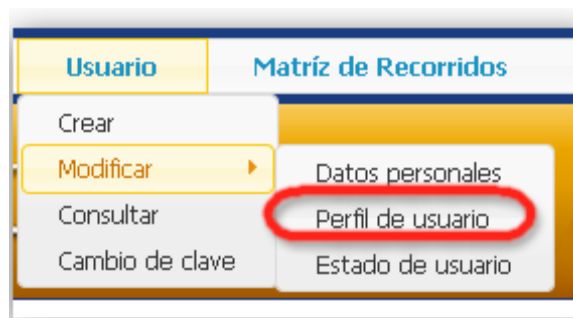 Usuario Matríz de Recorridos
Crear
Modificar
Consultar
Cambio de clave
Datos personales
Perfil de usuario
Estado de usuario